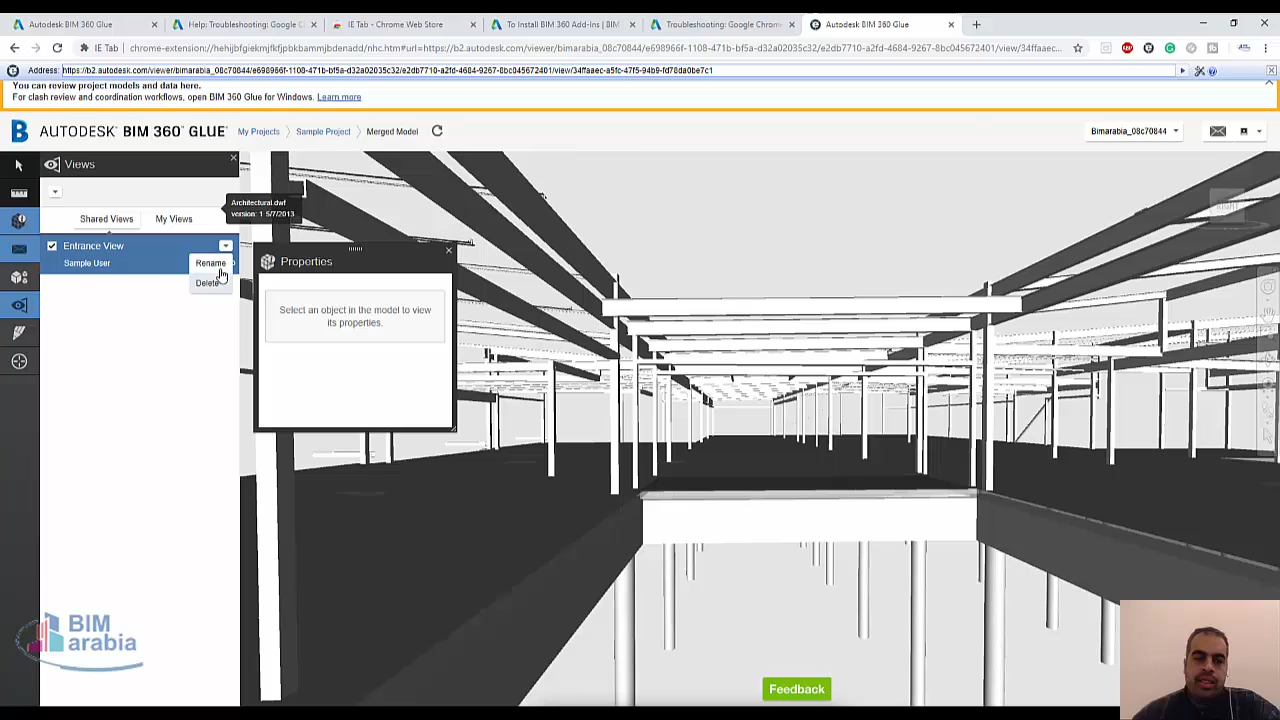 Autodesk BIM 360 Glue
Help: Troubleshooting: Google C
IE Tab - Chrome Web Store
To Install BIM 360 Add-Ins | BIM
Troubleshooting: Google Chrom
Autodesk BIM 360 Glue
IE Tab
Address:
You can review project models and data here.
For clash review and coordination workflows, open BIM 360 Glue for Windows. Learn more
AUTODESK® BIM 360™ GLUE®
My Projects
Sample Project
Merged Model
Bimarabia_08c70844
Views
Architectural.dwf
version: 1 5/7/2013
Shared Views
My Views
Entrance View
Sample User
Rename
Delete
Properties
Select an object in the model to view
its properties.
RIGHT
BIM
arabia
Feedback